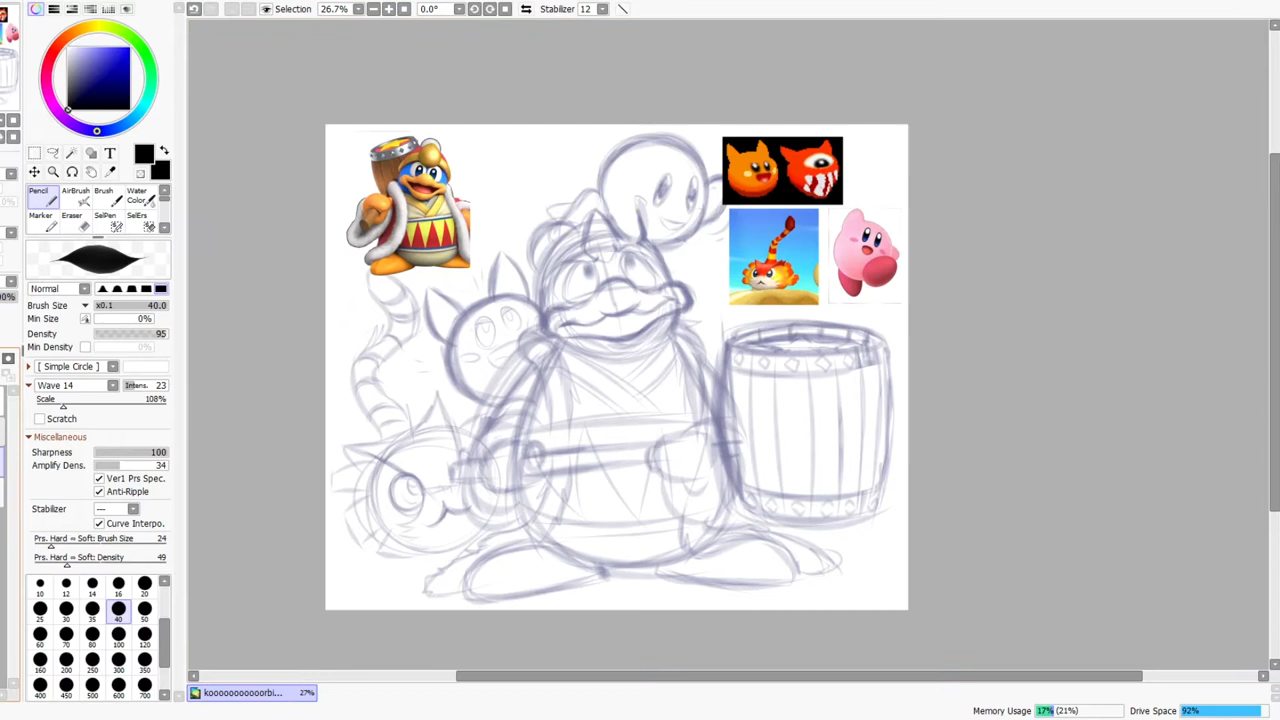 Selection 26.7% 0.0° Stabilizer 12
T
Pencil AirBrush Brush Water Color
Marker Eraser SelPen SelErs
Normal
Brush Size x0.1 40.0
Min Size 0%
Density 95
Min Density 0%
[ Simple Circle ]
Wave 14 Intens. 23
Scale 108%
Scratch
Miscellaneous
Sharpness 100
Amplify Dens. 34
Ver1 Prs Spec.
Anti-Ripple
Stabilizer ---
Curve Interpo.
Prs. Hard ⇔ Soft: Brush Size 24
Prs. Hard ⇔ Soft: Density 49
10 12 14 16 20
25 30 35 40 50
60 70 80 100 120
160 200 250 300 350
400 450 500 600 700
kooooooooooorbi... 27%
Memory Usage 17% (21%) Drive Space 92%